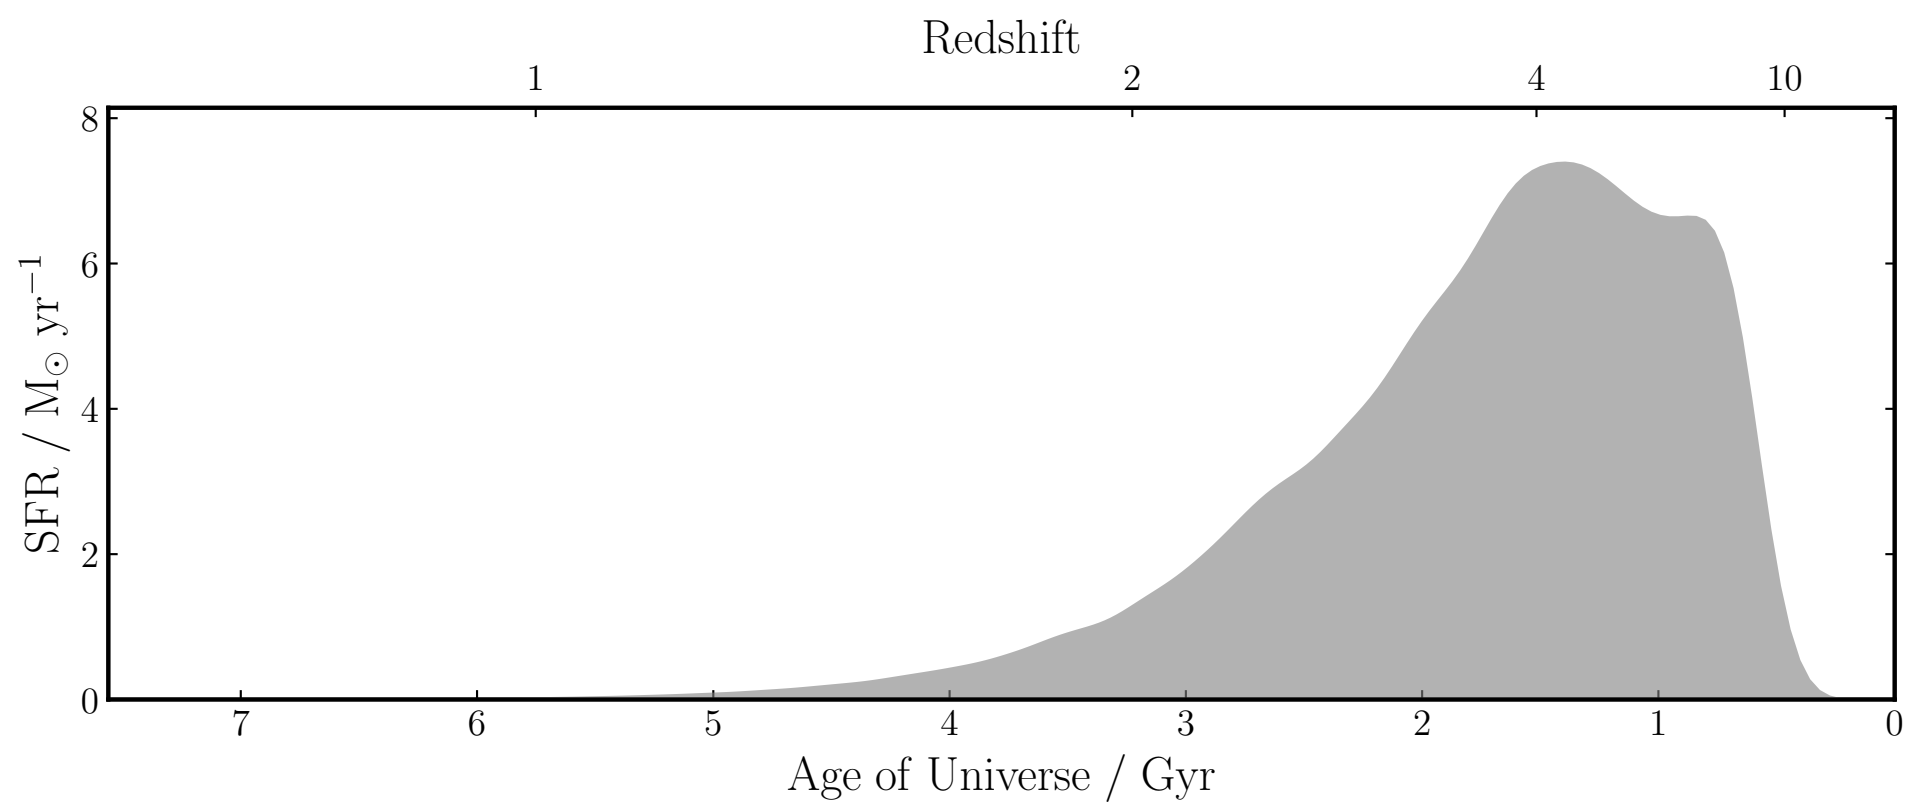 Redshift
1 2 4 10
8
6
4
2
0
SFR / M⊙ yr⁻¹
7 6 5 4 3 2 1 0
Age of Universe / Gyr